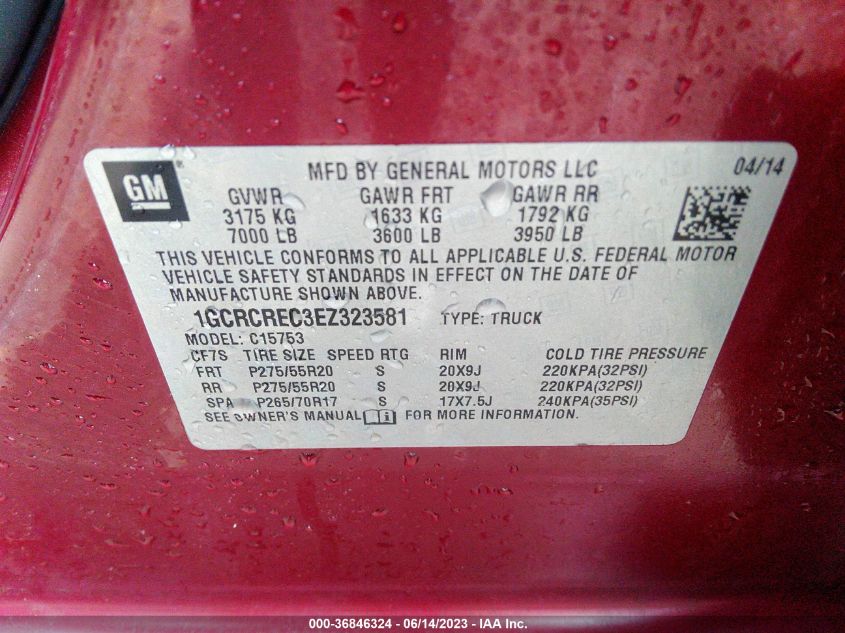 GM
MFD BY GENERAL MOTORS LLC 04/14
GVWR GAWR FRT GAWR RR
3175 KG 1633 KG 1792 KG
7000 LB 3600 LB 3950 LB
THIS VEHICLE CONFORMS TO ALL APPLICABLE U.S. FEDERAL MOTOR
VEHICLE SAFETY STANDARDS IN EFFECT ON THE DATE OF
MANUFACTURE SHOWN ABOVE.
1GCRCREC3EZ323581 TYPE: TRUCK
MODEL: C15753
CF7S TIRE SIZE SPEED RTG RIM COLD TIRE PRESSURE
FRT P275/55R20 S 20X9J 220KPA(32PSI)
RR P275/55R20 S 20X9J 220KPA(32PSI)
SPA P265/70R17 S 17X7.5J 240KPA(35PSI)
SEE OWNER'S MANUAL FOR MORE INFORMATION.
000-36846324 - 06/14/2023 - IAA Inc.